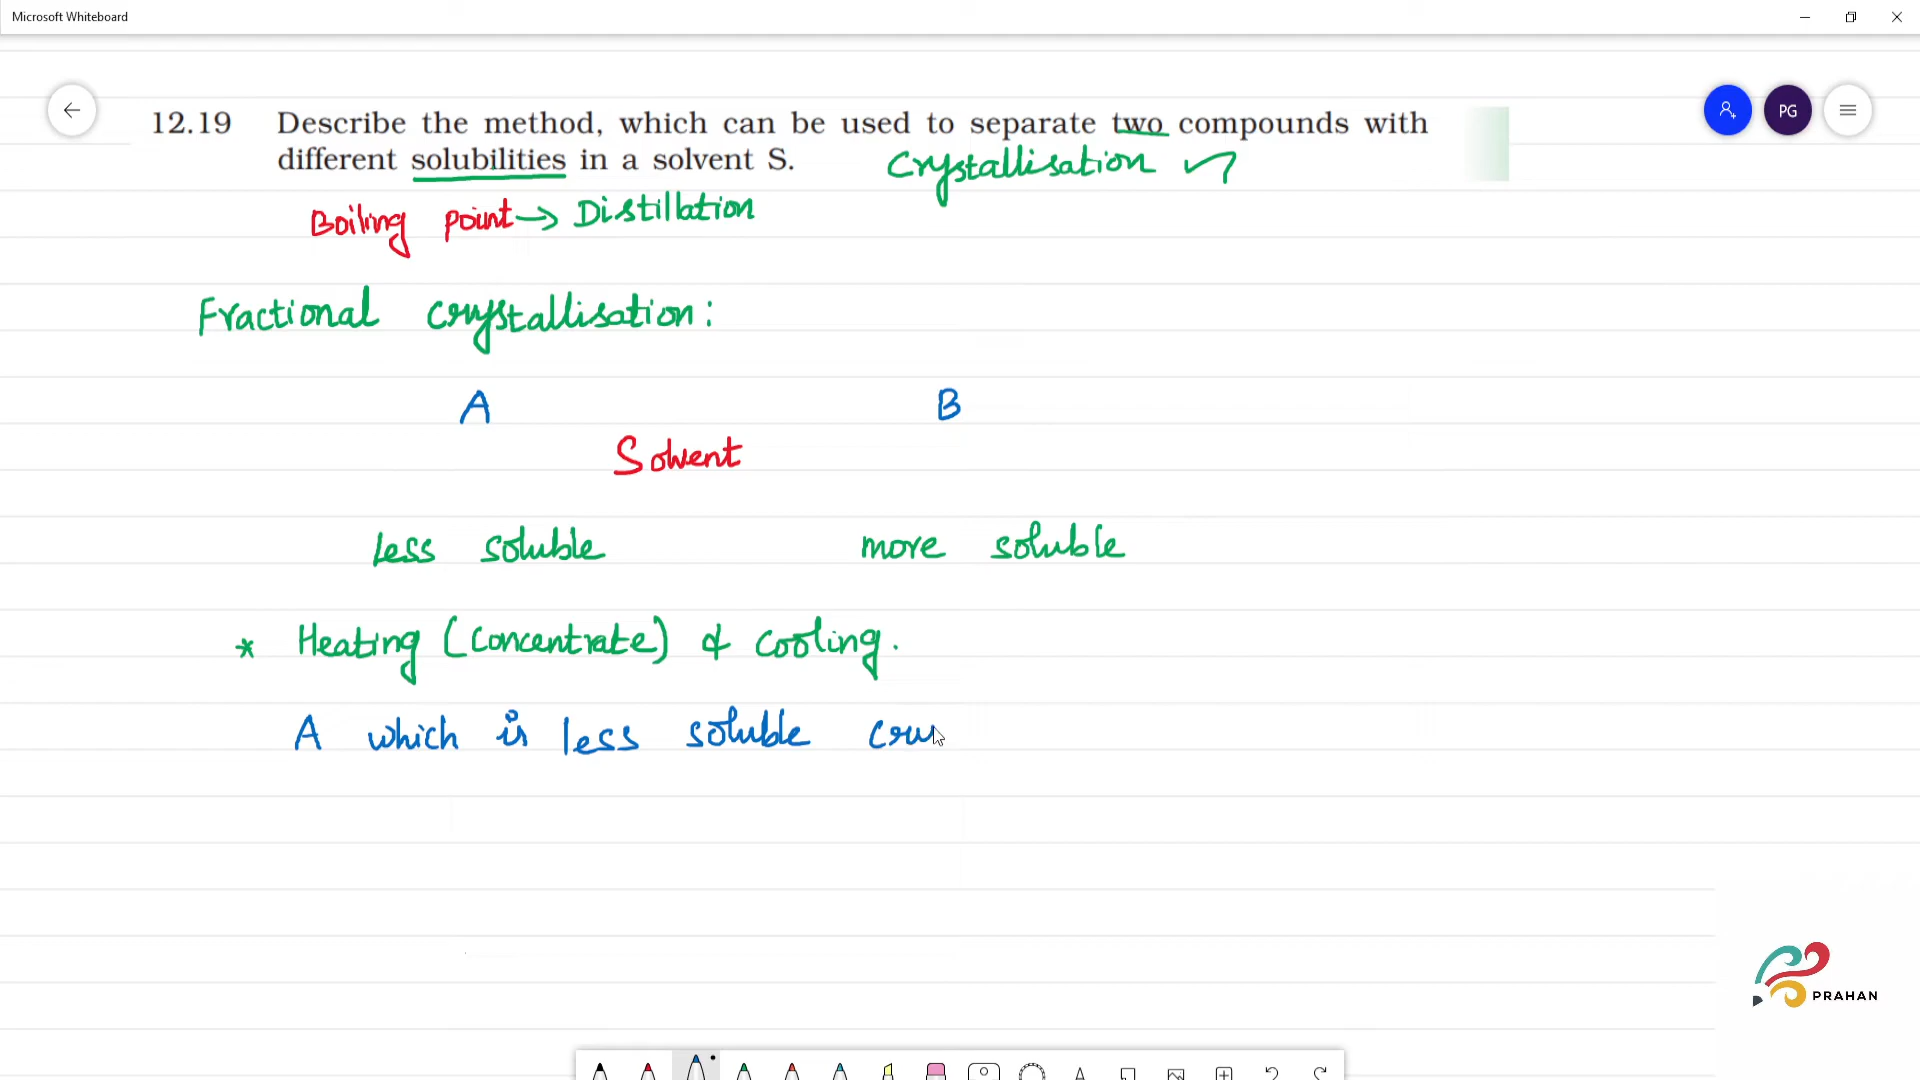 Microsoft Whiteboard
PG
12.19 Describe the method, which can be used to separate two compounds with
different solubilities in a solvent S.
Crystallisation
Boiling point → Distillation
Fractional crystallisation:
A B
Solvent
less soluble more soluble
* Heating (concentrate) & cooling.
A which is less soluble
PRAHAN